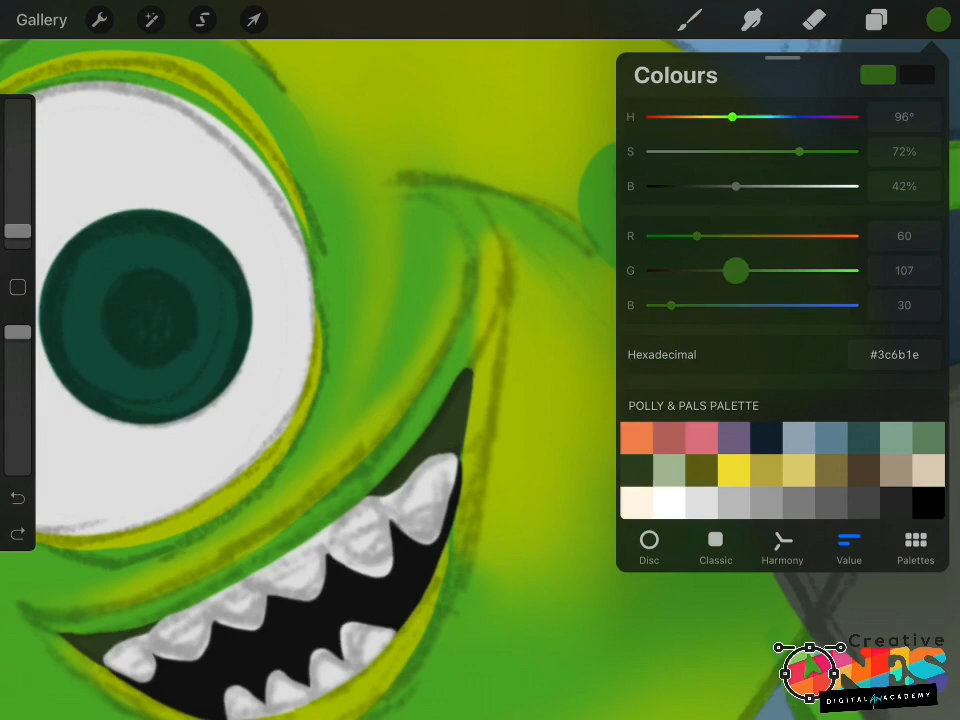 Gallery
Colours
H 96°
S 72%
B 42%
R 60
G 107
B 30
Hexadecimal #3c6b1e
POLLY & PALS PALETTE
Disc Classic Harmony Value Palettes
Creative
DIGITAL ACADEMY